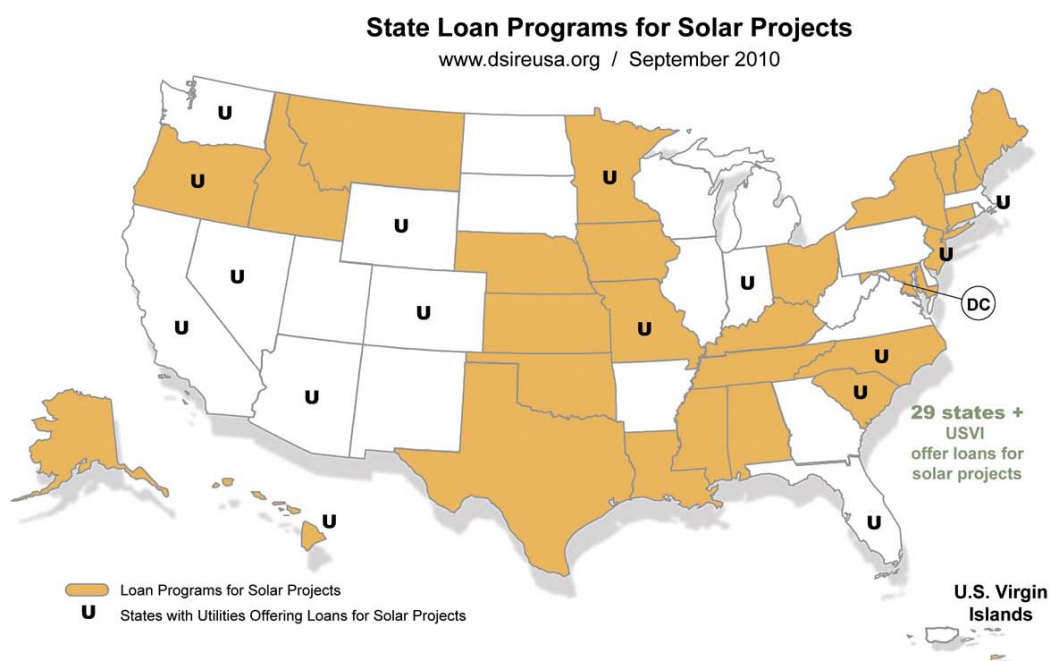 State Loan Programs for Solar Projects
www.dsireusa.org / September 2010
U
U
U
U
U
U
U
U
U
U
U
U
DC
U
U
29 states +
USVI
offer loans for
solar projects
U
U
Loan Programs for Solar Projects
U States with Utilities Offering Loans for Solar Projects
U.S. Virgin
Islands